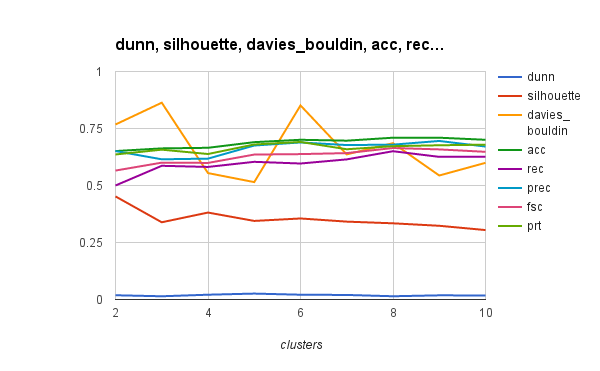 dunn, silhouette, davies_bouldin, acc, rec...
1
0.75
0.5
0.25
0
2
4
6
8
10
clusters
dunn
silhouette
davies_
bouldin
acc
rec
prec
fsc
prt